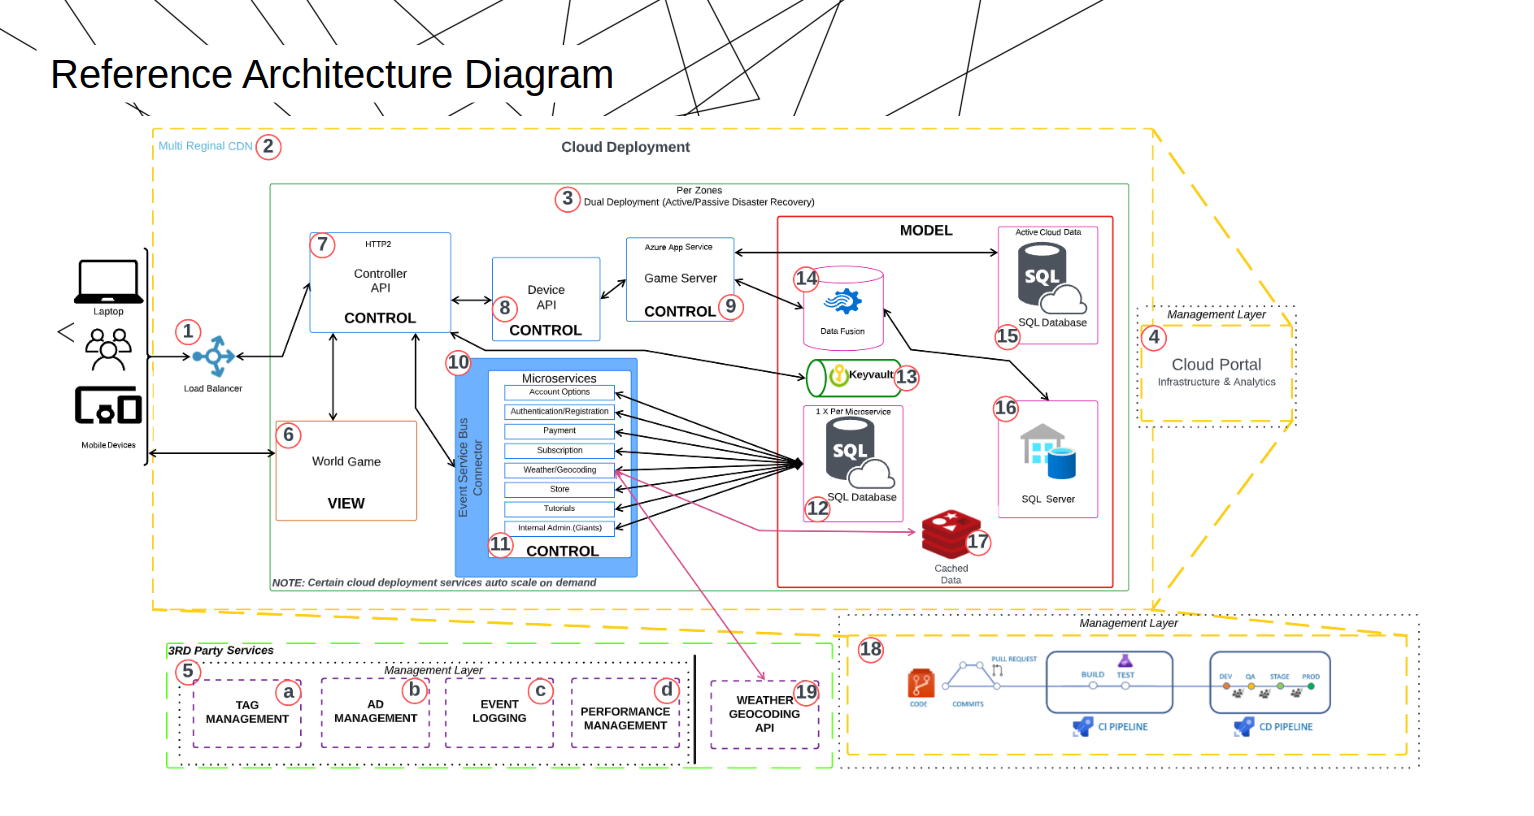 Reference Architecture Diagram
Multi Reginal CDN
2
Cloud Deployment
Per Zones
3
Dual Deployment (Active/Passive Disaster Recovery)
Laptop
Mobile Devices
1
Load Balancer
7
HTTP2
Controller
API
CONTROL
8
Device
API
CONTROL
Azure App Service
Game Server
CONTROL
9
MODEL
14
Data Fusion
Active Cloud Data
SQL
15
SQL Database
Keyvault
13
1 X Per Microservice
SQL
SQL Database
12
16
SQL Server
17
Cached
Data
6
World Game
VIEW
10
Event Service Bus
Connector
Microservices
Account Options
Authentication/Registration
Payment
Subscription
Weather/Geocoding
Store
Tutorials
Internal Admin.(Giants)
11
CONTROL
NOTE: Certain cloud deployment services auto scale on demand
Management Layer
4
Cloud Portal
Infrastructure & Analytics
3RD Party Services
5
Management Layer
a
TAG
MANAGEMENT
b
AD
MANAGEMENT
c
EVENT
LOGGING
d
PERFORMANCE
MANAGEMENT
19
WEATHER
GEOCODING
API
Management Layer
18
CODE
COMMITS
PULL REQUEST
BUILD
TEST
CI PIPELINE
DEV
QA
STAGE
PROD
CD PIPELINE